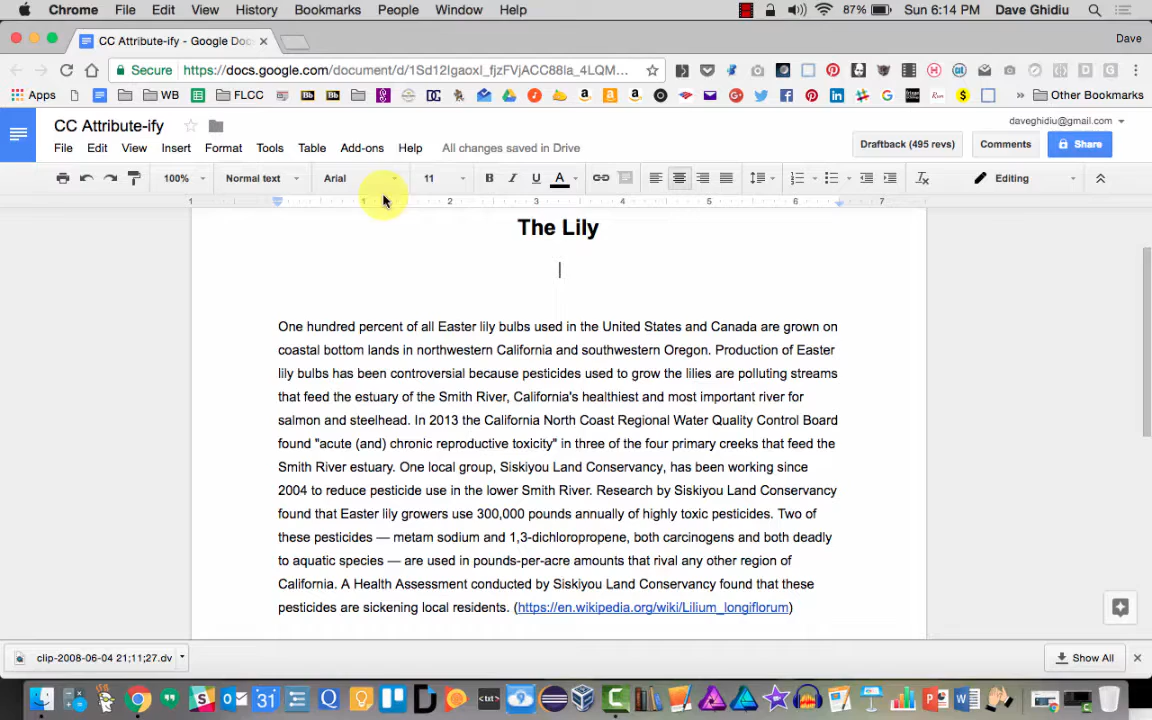 Chrome File Edit View History Bookmarks People Window Help 87% Sun 6:14 PM Dave Ghidiu
CC Attribute-ify - Google Doc Dave
Secure https://docs.google.com/document/d/1Sd12Igaoxl_fjzFVjACC88la_4LQM...
Apps WB FLCC Other Bookmarks
CC Attribute-ify daveghidiu@gmail.com
File Edit View Insert Format Tools Table Add-ons Help All changes saved in Drive Draftback (495 revs) Comments Share
100% Normal text Arial 11 B I U A Editing
1 1 2 3 4 5 6 7
The Lily
One hundred percent of all Easter lily bulbs used in the United States and Canada are grown on
coastal bottom lands in northwestern California and southwestern Oregon. Production of Easter
lily bulbs has been controversial because pesticides used to grow the lilies are polluting streams
that feed the estuary of the Smith River, California's healthiest and most important river for
salmon and steelhead. In 2013 the California North Coast Regional Water Quality Control Board
found "acute (and) chronic reproductive toxicity" in three of the four primary creeks that feed the
Smith River estuary. One local group, Siskiyou Land Conservancy, has been working since
2004 to reduce pesticide use in the lower Smith River. Research by Siskiyou Land Conservancy
found that Easter lily growers use 300,000 pounds annually of highly toxic pesticides. Two of
these pesticides — metam sodium and 1,3-dichloropropene, both carcinogens and both deadly
to aquatic species — are used in pounds-per-acre amounts that rival any other region of
California. A Health Assessment conducted by Siskiyou Land Conservancy found that these
pesticides are sickening local residents. (https://en.wikipedia.org/wiki/Lilium_longiflorum)
clip-2008-06-04 21;11;27.dv Show All